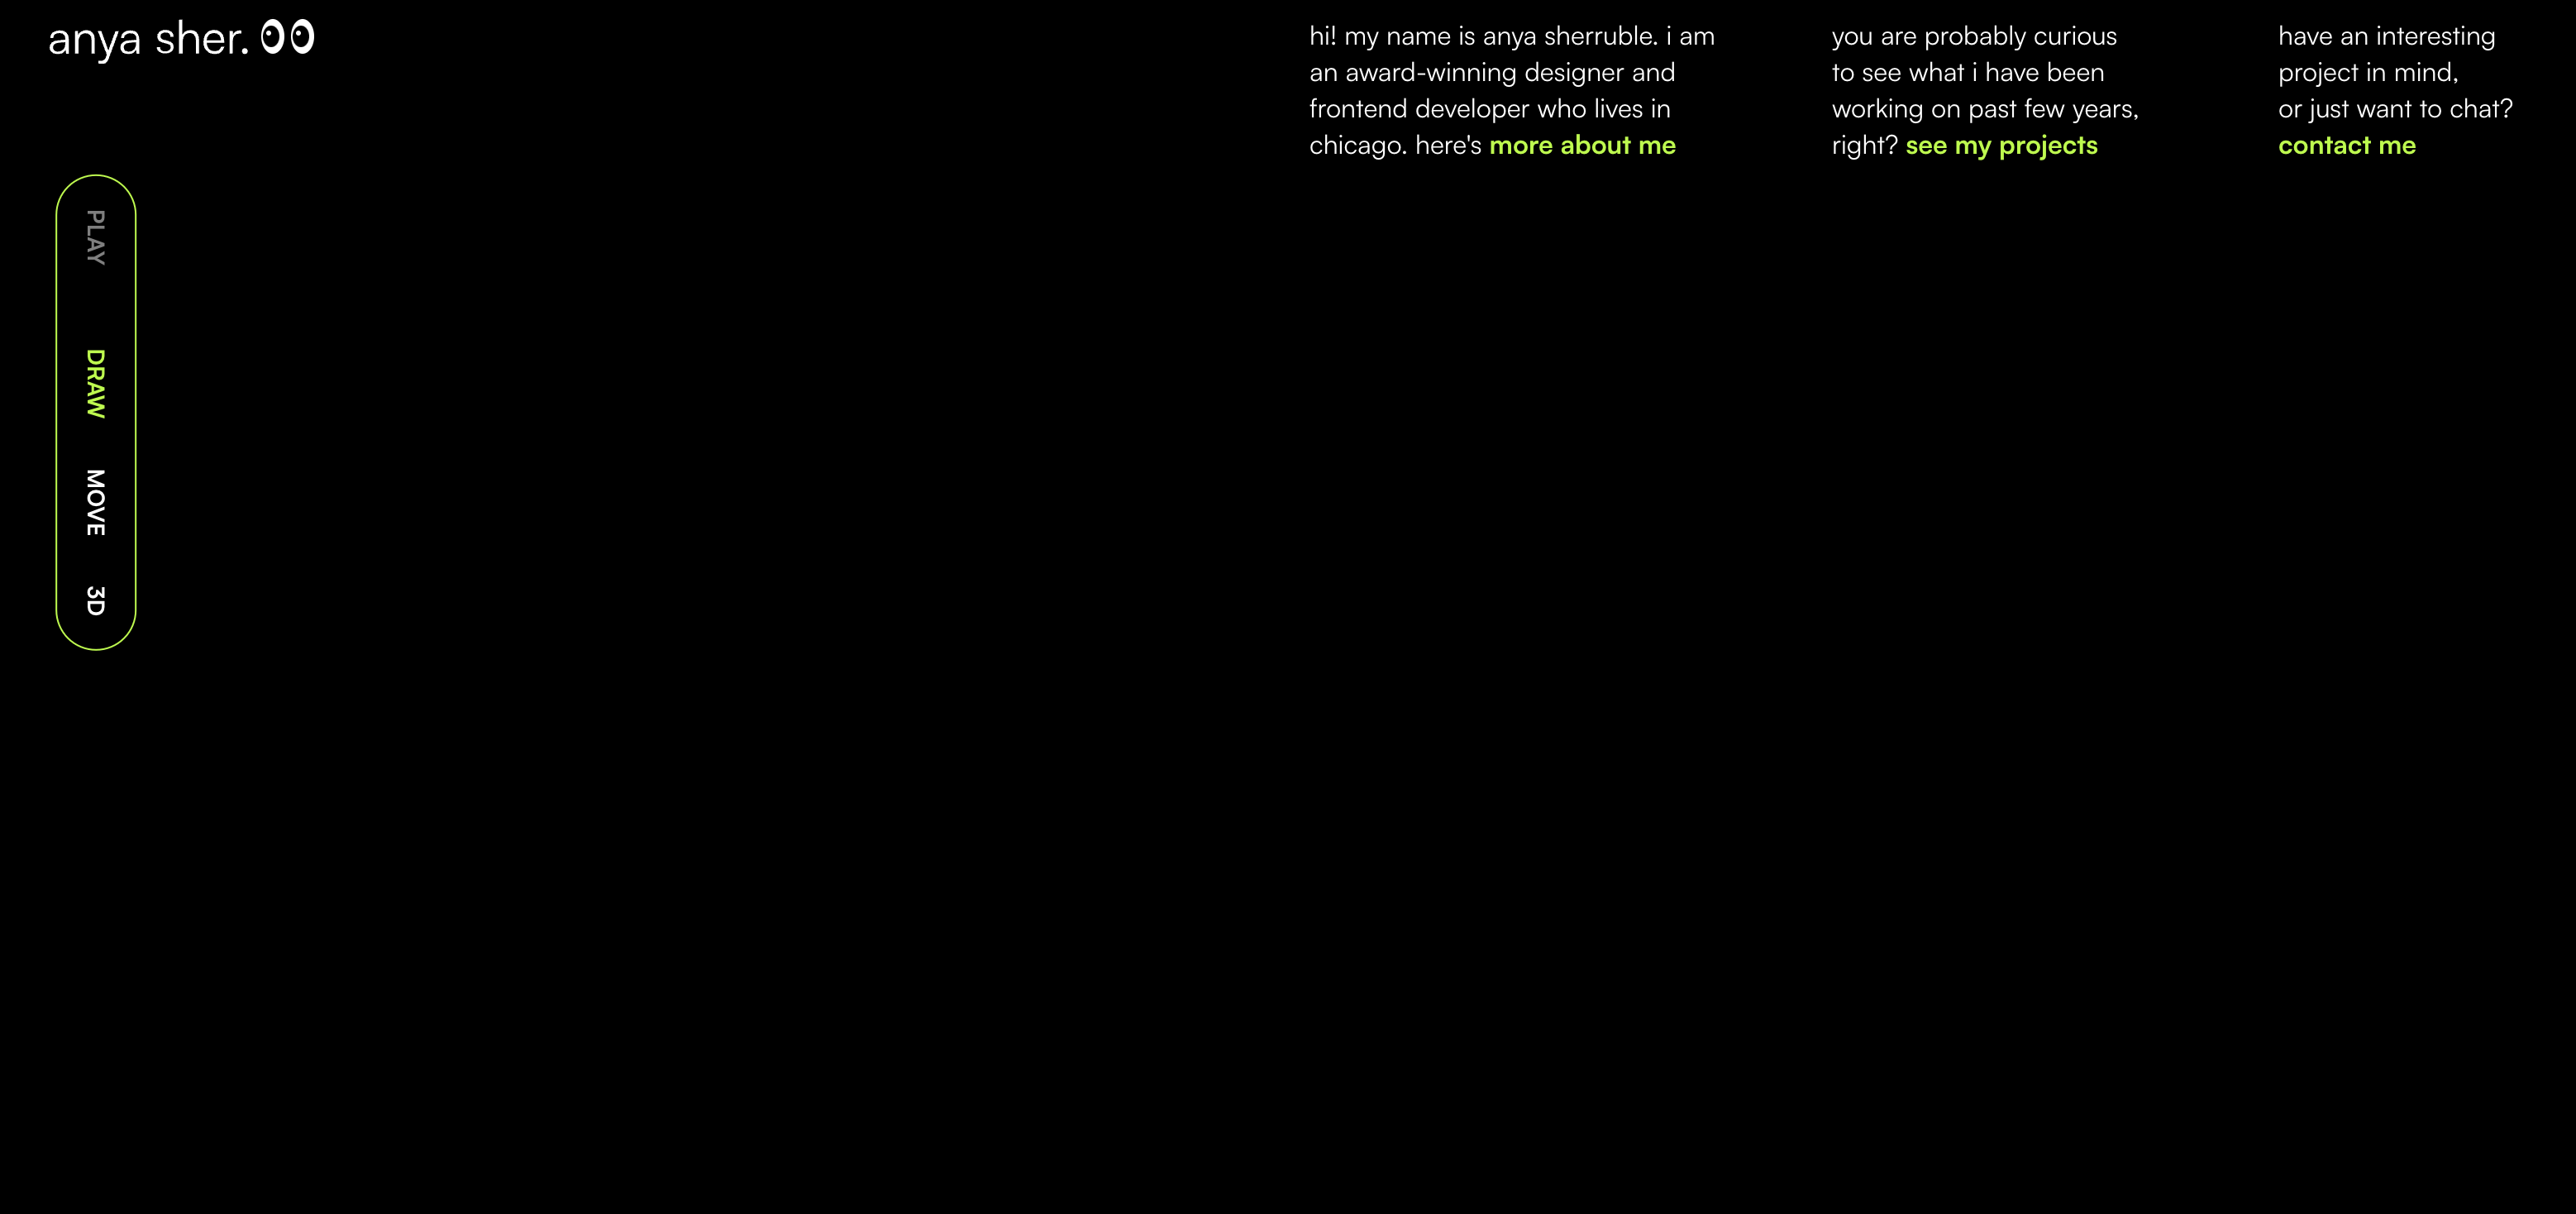 anya sher.
hi! my name is anya sherruble. i am
an award-winning designer and
frontend developer who lives in
chicago. here's more about me
you are probably curious
to see what i have been
working on past few years,
right? see my projects
have an interesting
project in mind,
or just want to chat?
contact me
PLAY
DRAW
MOVE
3D